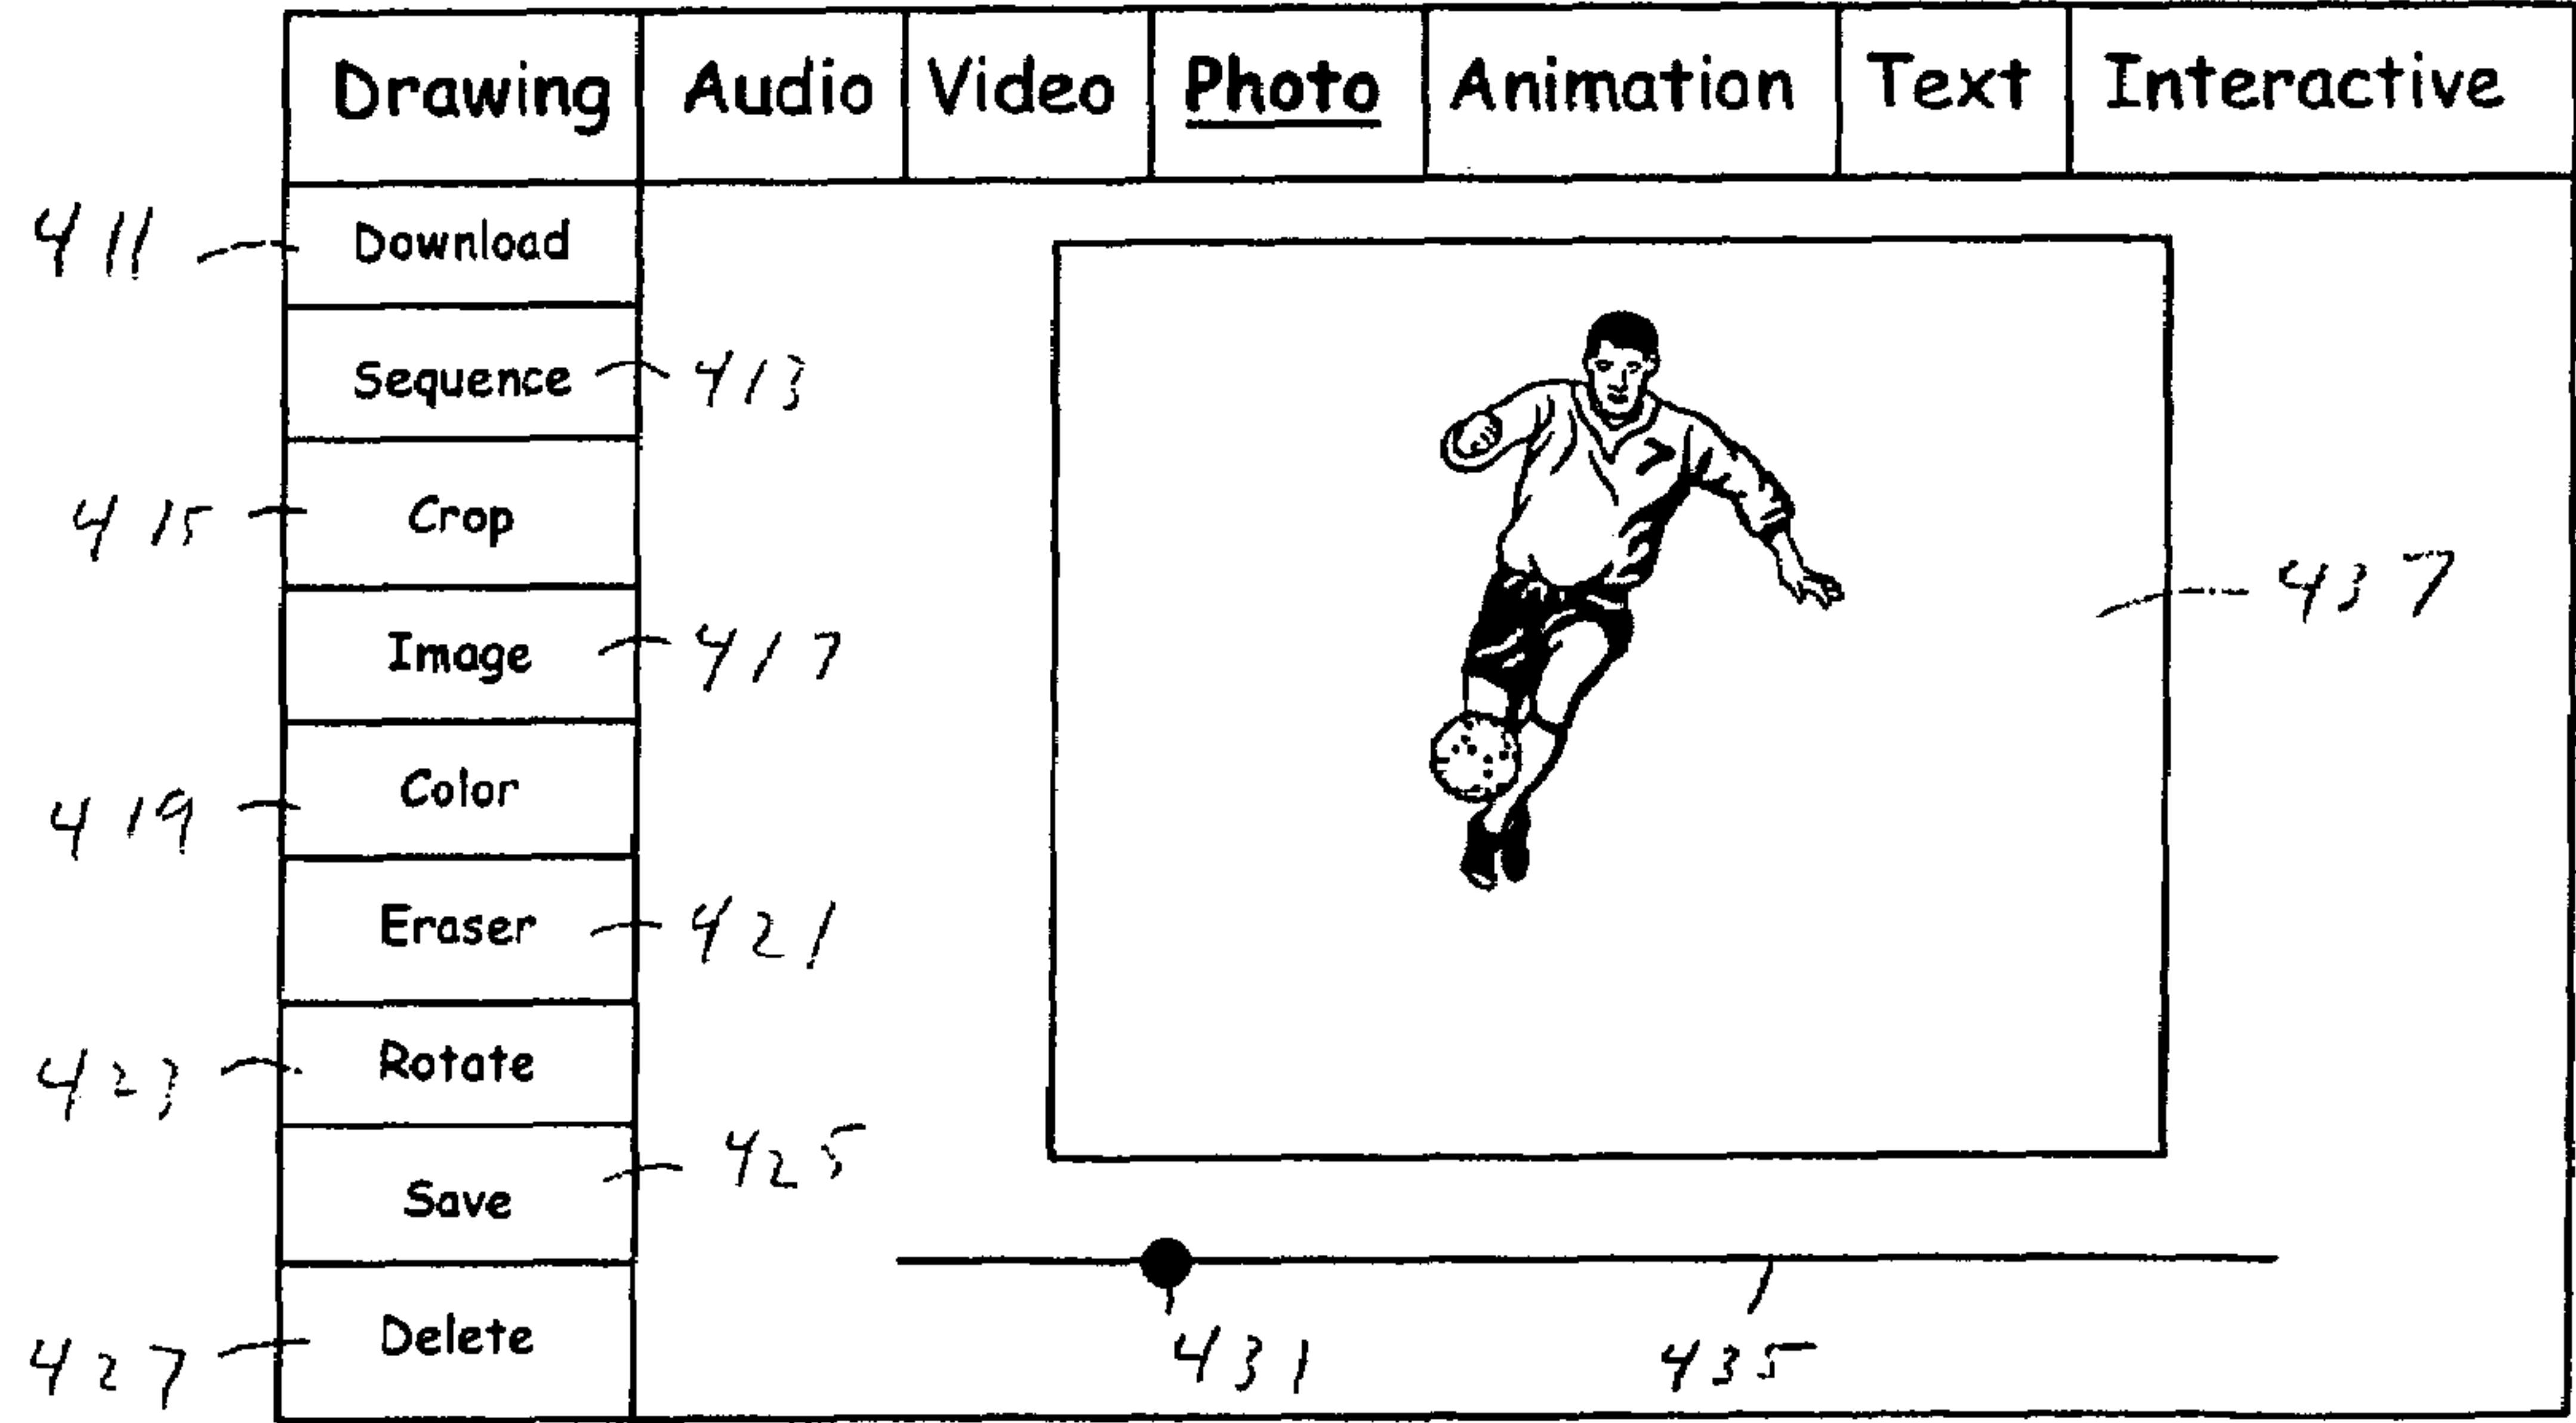 Drawing Audio Video Photo Animation Text Interactive
411 Download
Sequence 413
415 Crop
Image 417
437
419 Color
Eraser 421
423 Rotate
Save 425
Delete
427
431 435